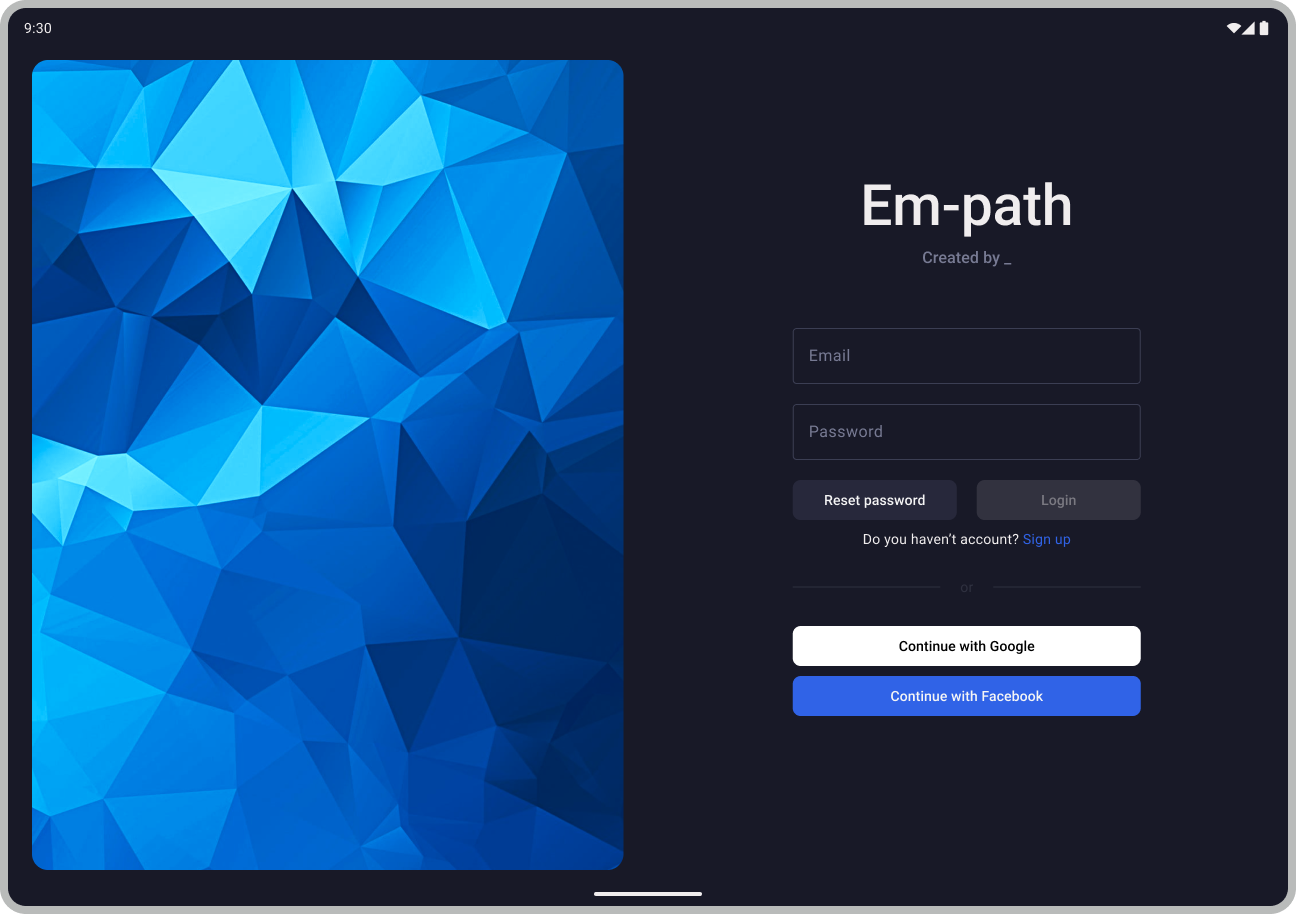 9:30
Em-path
Created by _
Email
Password
Reset password
Login
Do you haven't account? Sign up
or
Continue with Google
Continue with Facebook